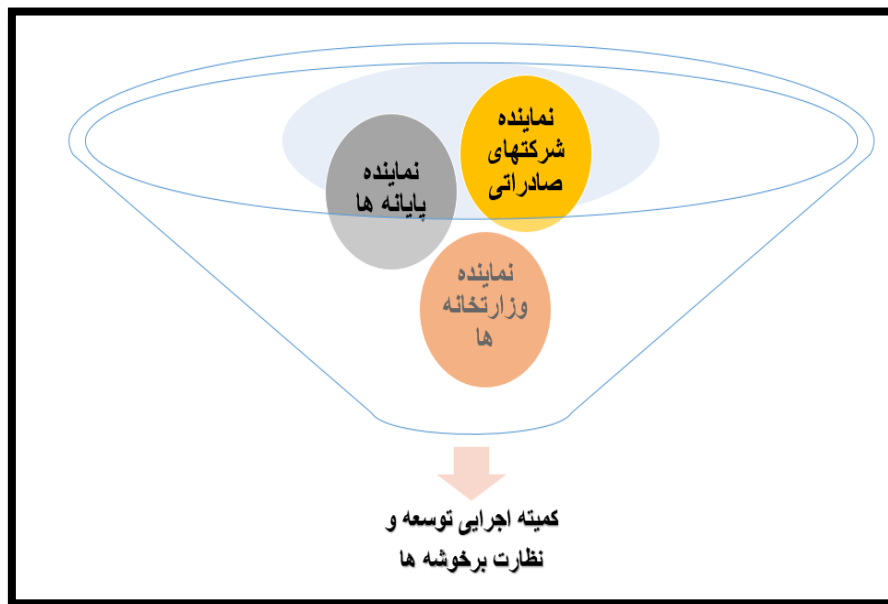 نماینده
شرکتهای
صادراتی
نماینده
پایانه ها
نماینده
وزارتخانه
ها
کمیته اجرایی توسعه و
نظارت برخوشه ها